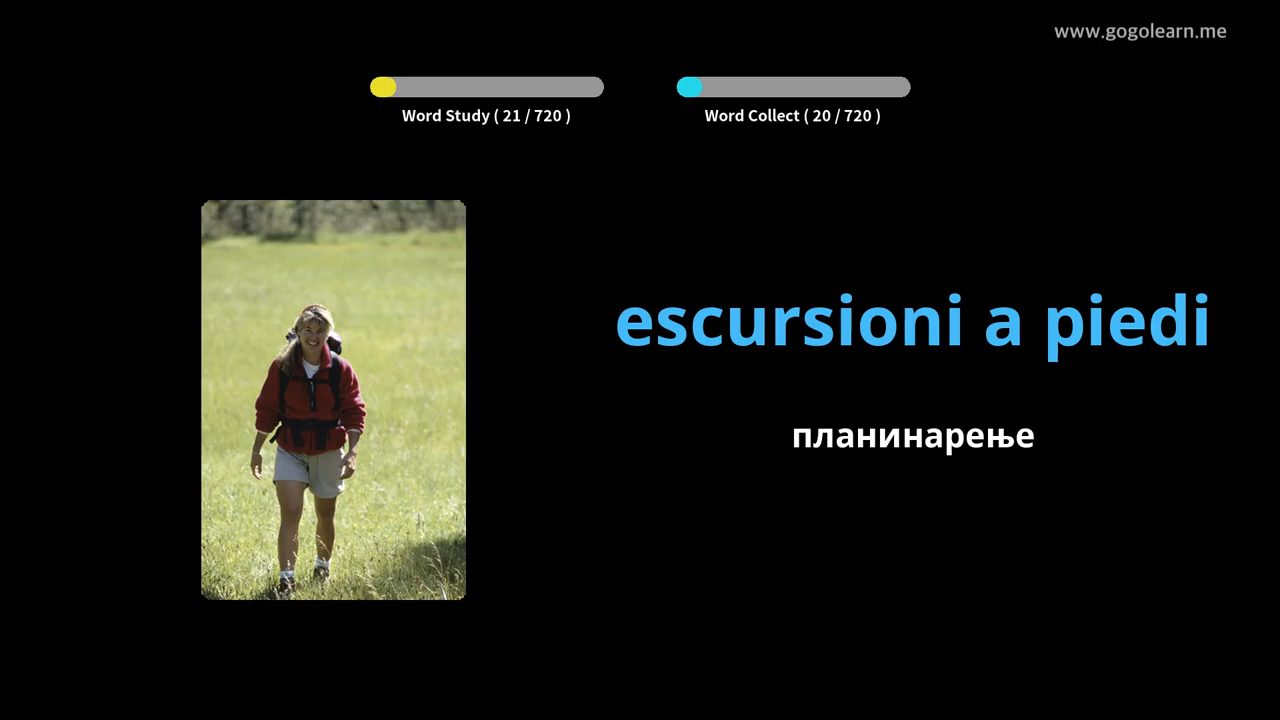 www.gogolearn.me
Word Study ( 21 / 720 )
Word Collect ( 20 / 720 )
escursioni a piedi
планинарење